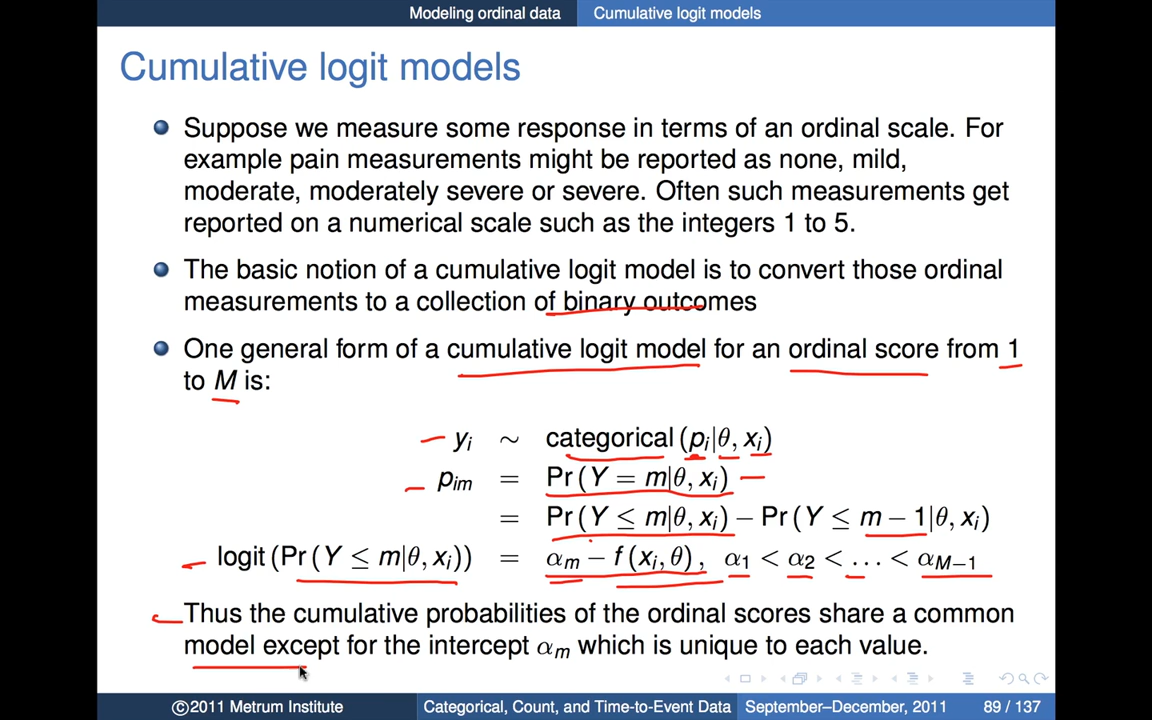 Modeling ordinal data Cumulative logit models
Cumulative logit models
Suppose we measure some response in terms of an ordinal scale. For
example pain measurements might be reported as none, mild,
moderate, moderately severe or severe. Often such measurements get
reported on a numerical scale such as the integers 1 to 5.
The basic notion of a cumulative logit model is to convert those ordinal
measurements to a collection of binary outcomes
One general form of a cumulative logit model for an ordinal score from 1
to M is:
yᵢ ∼ categorical (pᵢ|θ, xᵢ)
pᵢₘ = Pr (Y = m|θ, xᵢ)
= Pr (Y ≤ m|θ, xᵢ) − Pr (Y ≤ m − 1|θ, xᵢ)
logit (Pr (Y ≤ m|θ, xᵢ)) = αₘ − f (xᵢ, θ), α₁ < α₂ < … < α_{M−1}
Thus the cumulative probabilities of the ordinal scores share a common
model except for the intercept αₘ which is unique to each value.
©2011 Metrum Institute Categorical, Count, and Time-to-Event Data September–December, 2011 89 / 137